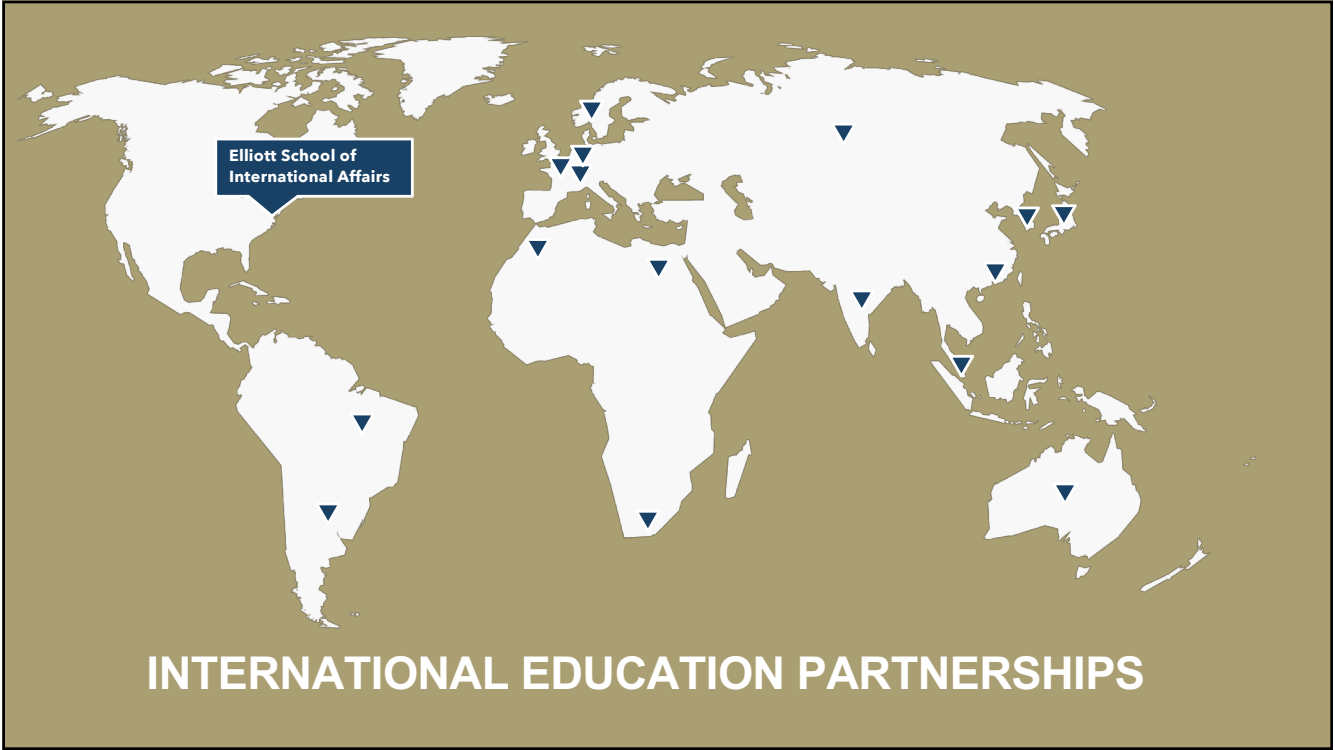 Elliott School of
International Affairs
INTERNATIONAL EDUCATION PARTNERSHIPS